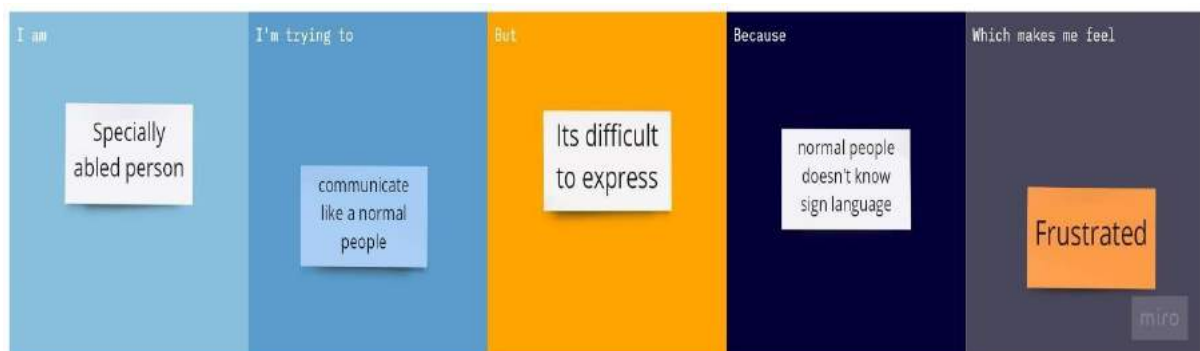 I am
Specially
abled person
I'm trying to
communicate
like a normal
people
But
Its difficult
to express
Because
normal people
doesn't know
sign language
Which makes me feel
Frustrated
miro